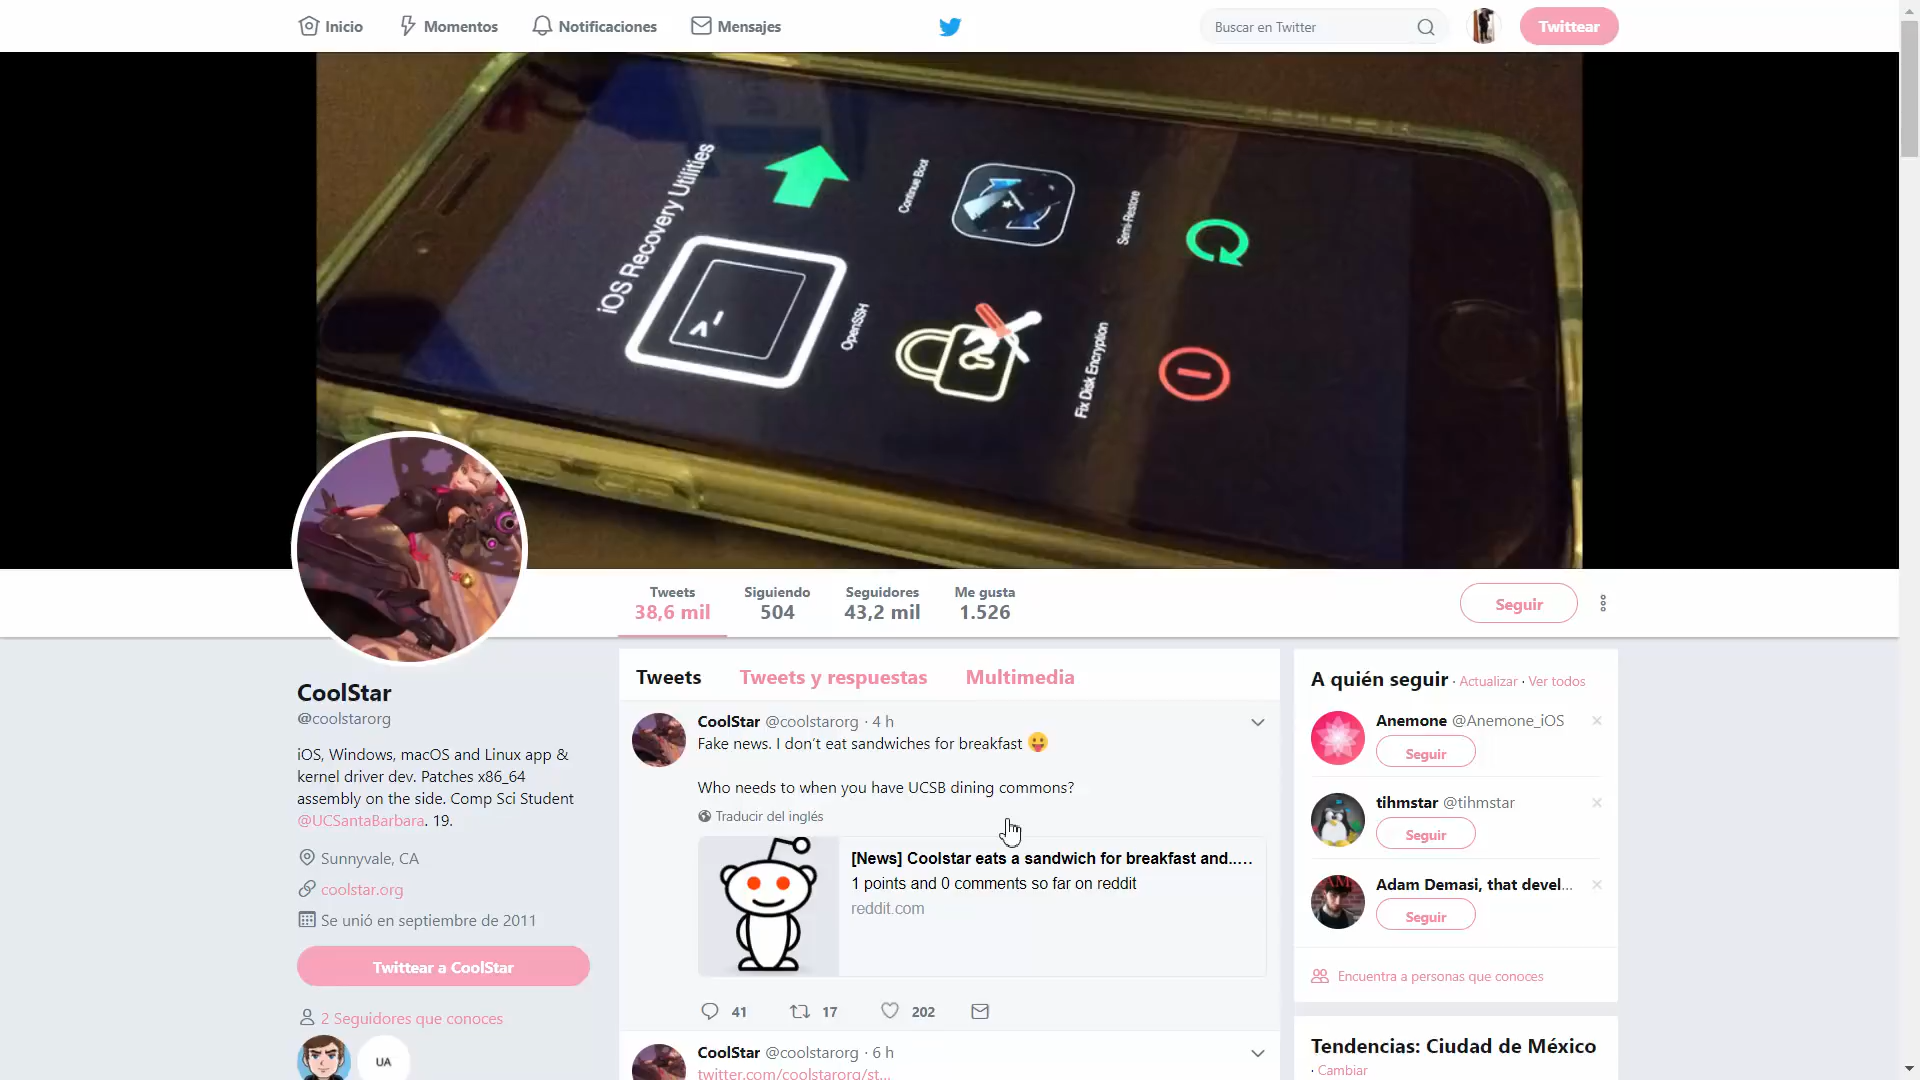 Inicio
Momentos
Notificaciones
Mensajes
Buscar en Twitter
Twittear
iOS Recovery Utilities
Continue Boot
Semi-Restore
OpenSSH
Fix Disk Encryption
Tweets
38,6 mil
Siguiendo
504
Seguidores
43,2 mil
Me gusta
1.526
Seguir
CoolStar
@coolstarorg
iOS, Windows, macOS and Linux app &
kernel driver dev. Patches x86_64
assembly on the side. Comp Sci Student
@UCSantaBarbara. 19.
Sunnyvale, CA
coolstar.org
Se unió en septiembre de 2011
Twittear a CoolStar
2 Seguidores que conoces
UA
Tweets
Tweets y respuestas
Multimedia
CoolStar @coolstarorg · 4 h
Fake news. I don't eat sandwiches for breakfast 😛
Who needs to when you have UCSB dining commons?
Traducir del inglés
[News] Coolstar eats a sandwich for breakfast and.....
1 points and 0 comments so far on reddit
reddit.com
41
17
202
CoolStar @coolstarorg · 6 h
twitter.com/coolstarorg/st...
A quién seguir · Actualizar · Ver todos
Anemone @Anemone_iOS
Seguir
tihmstar @tihmstar
Seguir
Adam Demasi, that devel...
Seguir
Encuentra a personas que conoces
Tendencias: Ciudad de México
· Cambiar